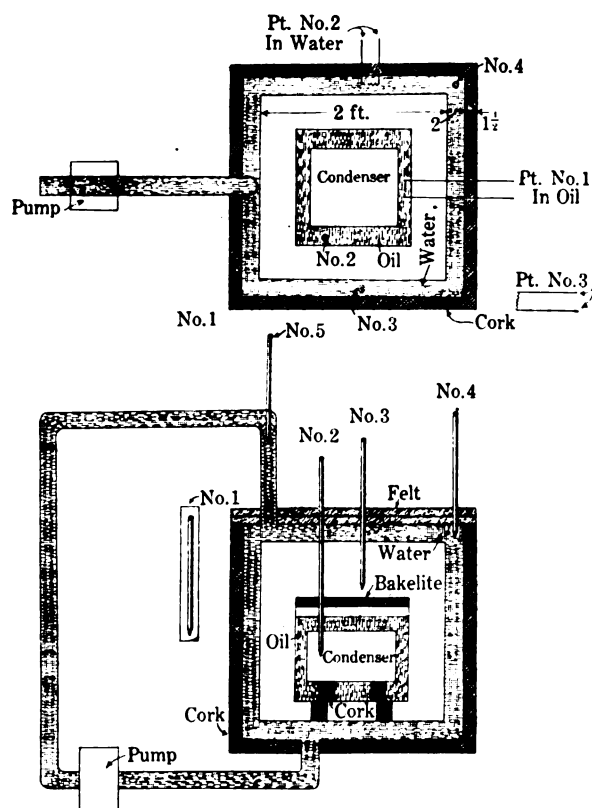 Pt. No.2
In Water
No.4
2 ft.
2
1½
Condenser
Pt. No.1
In Oil
Pump
No.2
Oil
Water.
Pt. No.3
No.1
No.3
Cork
No.5
No.4
No.3
No.2
No.1
Felt
Water
Bakelite
Oil
Condenser
Cork
Cork
Pump